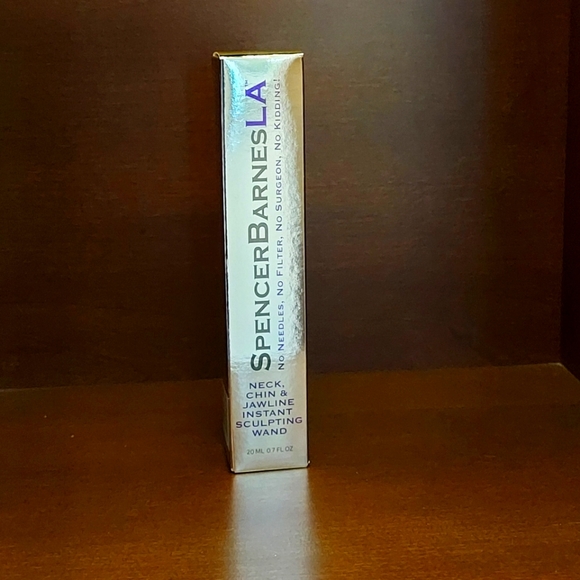 SPENCERBARNESLA™
NO NEEDLES, NO FILTER, NO SURGEON, NO KIDDING!
NECK,
CHIN &
JAWLINE
INSTANT
SCULPTING
WAND
20 ML 0.7 FL OZ